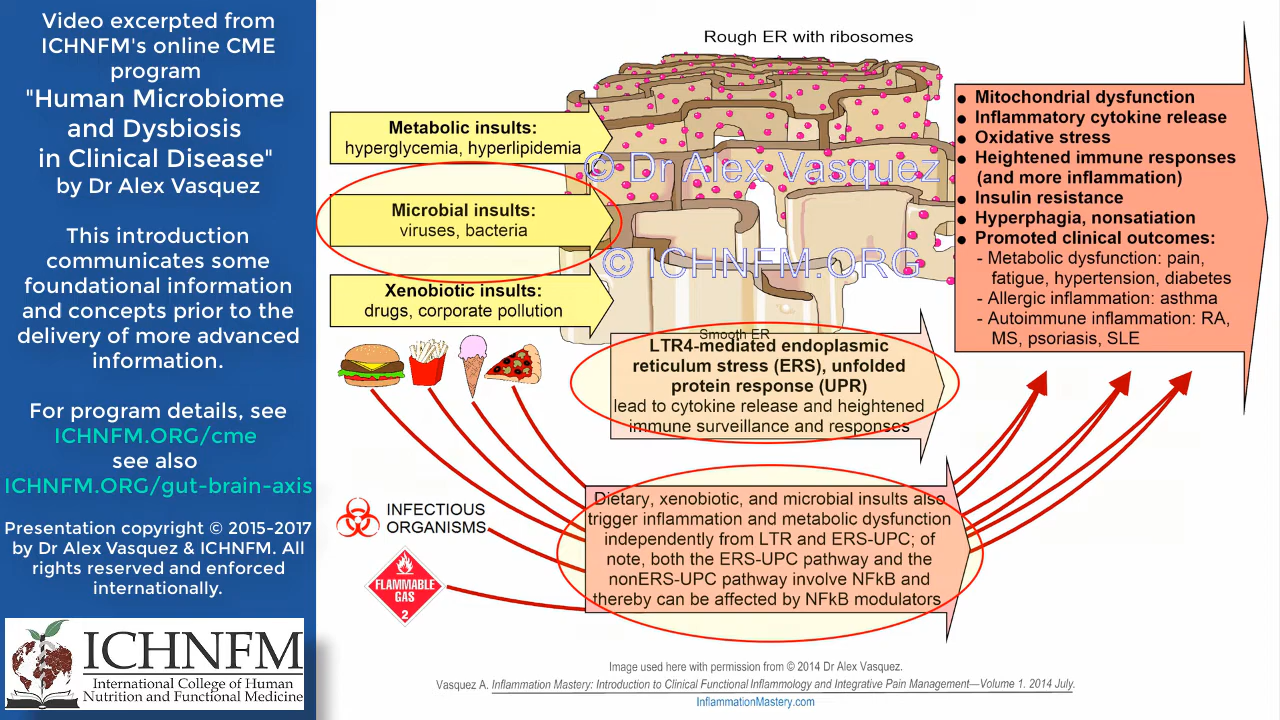 Video excerpted from
ICHNFM's online CME
program
"Human Microbiome
and Dysbiosis
in Clinical Disease"
by Dr Alex Vasquez
This introduction
communicates some
foundational information
and concepts prior to the
delivery of more advanced
information.
For program details, see
ICHNFM.ORG/cme
see also
ICHNFM.ORG/gut-brain-axis
Presentation copyright © 2015-2017
by Dr Alex Vasquez & ICHNFM. All
rights reserved and enforced
internationally.
ICHNFM
International College of Human
Nutrition and Functional Medicine
Rough ER with ribosomes
Metabolic insults:
hyperglycemia, hyperlipidemia
Microbial insults:
viruses, bacteria
Xenobiotic insults:
drugs, corporate pollution
© Dr Alex Vasquez
© ICHNFM.ORG
Smooth ER
LTR4-mediated endoplasmic
reticulum stress (ERS), unfolded
protein response (UPR)
lead to cytokine release and heightened
immune surveillance and responses
● Mitochondrial dysfunction
● Inflammatory cytokine release
● Oxidative stress
● Heightened immune responses
(and more inflammation)
● Insulin resistance
● Hyperphagia, nonsatiation
● Promoted clinical outcomes:
- Metabolic dysfunction: pain,
fatigue, hypertension, diabetes
- Allergic inflammation: asthma
- Autoimmune inflammation: RA,
MS, psoriasis, SLE
INFECTIOUS
ORGANISMS
FLAMMABLE
GAS
2
Dietary, xenobiotic, and microbial insults also
trigger inflammation and metabolic dysfunction
independently from LTR and ERS-UPC; of
note, both the ERS-UPC pathway and the
nonERS-UPC pathway involve NFkB and
thereby can be affected by NFkB modulators
Image used here with permission from © 2014 Dr Alex Vasquez.
Vasquez A. Inflammation Mastery: Introduction to Clinical Functional Inflammology and Integrative Pain Management—Volume 1. 2014 July.
InflammationMastery.com